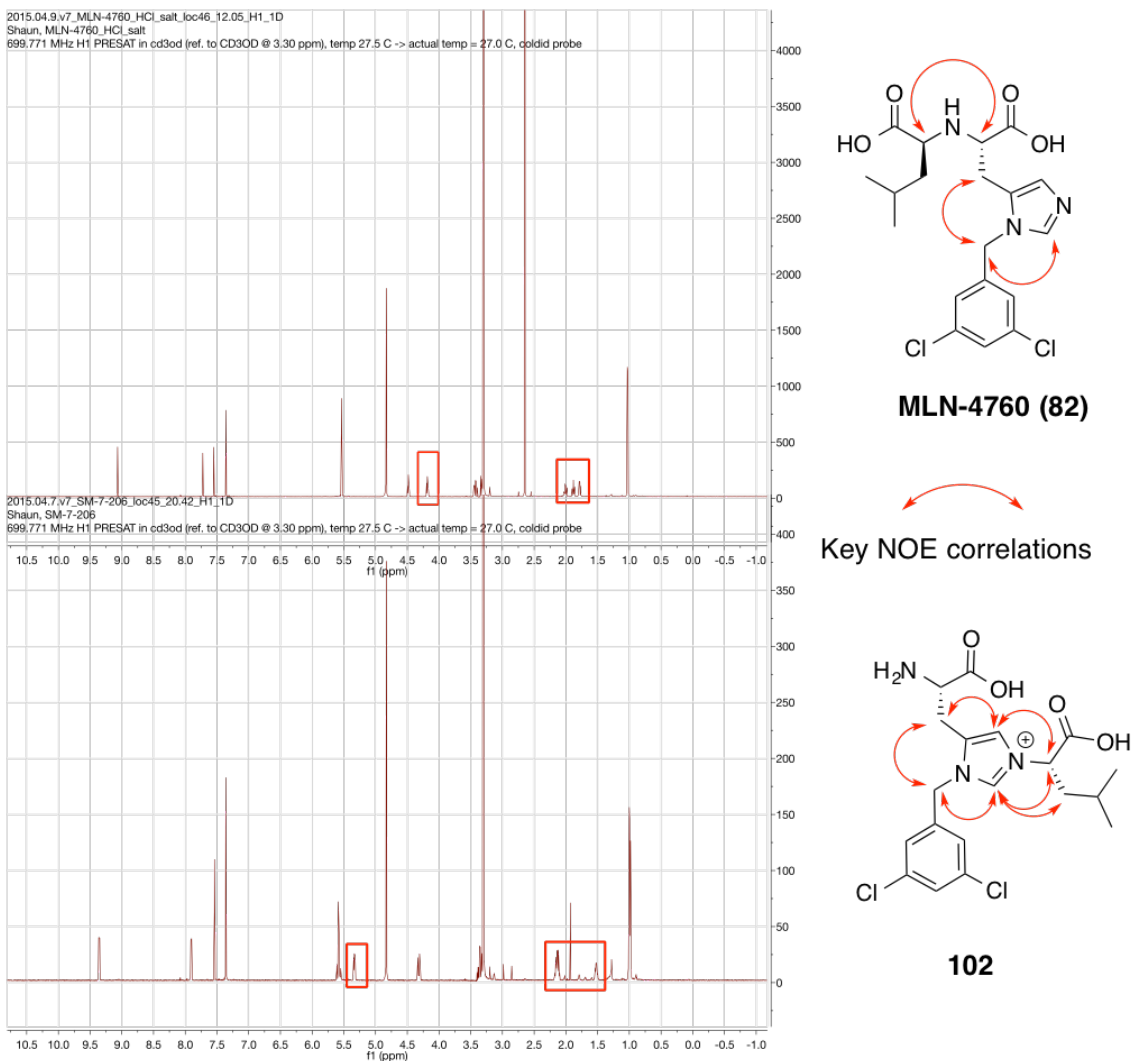 2015.04.9.v7_MLN-4760_HCl_salt_loc46_12.05_H1_1D
Shaun, MLN-4760_HCl_salt
699.771 MHz H1 PRESAT in cd3od (ref. to CD3OD @ 3.30 ppm), temp 27.5 C -> actual temp = 27.0 C, coldid probe
4000
3500
3000
2500
2000
1500
1000
500
0
2015.04.7.v7_SM-7-206_loc45_20.42_H1_1D
Shaun, SM-7-206
699.771 MHz H1 PRESAT in cd3od (ref. to CD3OD @ 3.30 ppm), temp 27.5 C -> actual temp = 27.0 C, coldid probe
400
10.5 10.0 9.5 9.0 8.5 8.0 7.5 7.0 6.5 6.0 5.5 5.0 4.5 4.0 3.5 3.0 2.5 2.0 1.5 1.0 0.5 0.0 -0.5 -1.0
f1 (ppm)
350
300
250
200
150
100
50
0
10.5 10.0 9.5 9.0 8.5 8.0 7.5 7.0 6.5 6.0 5.5 5.0 4.5 4.0 3.5 3.0 2.5 2.0 1.5 1.0 0.5 0.0 -0.5 -1.0
f1 (ppm)
O H O
HO N OH
N
N
Cl Cl
MLN-4760 (82)
Key NOE correlations
O
H2N OH O
+ OH
N
N
Cl Cl
102